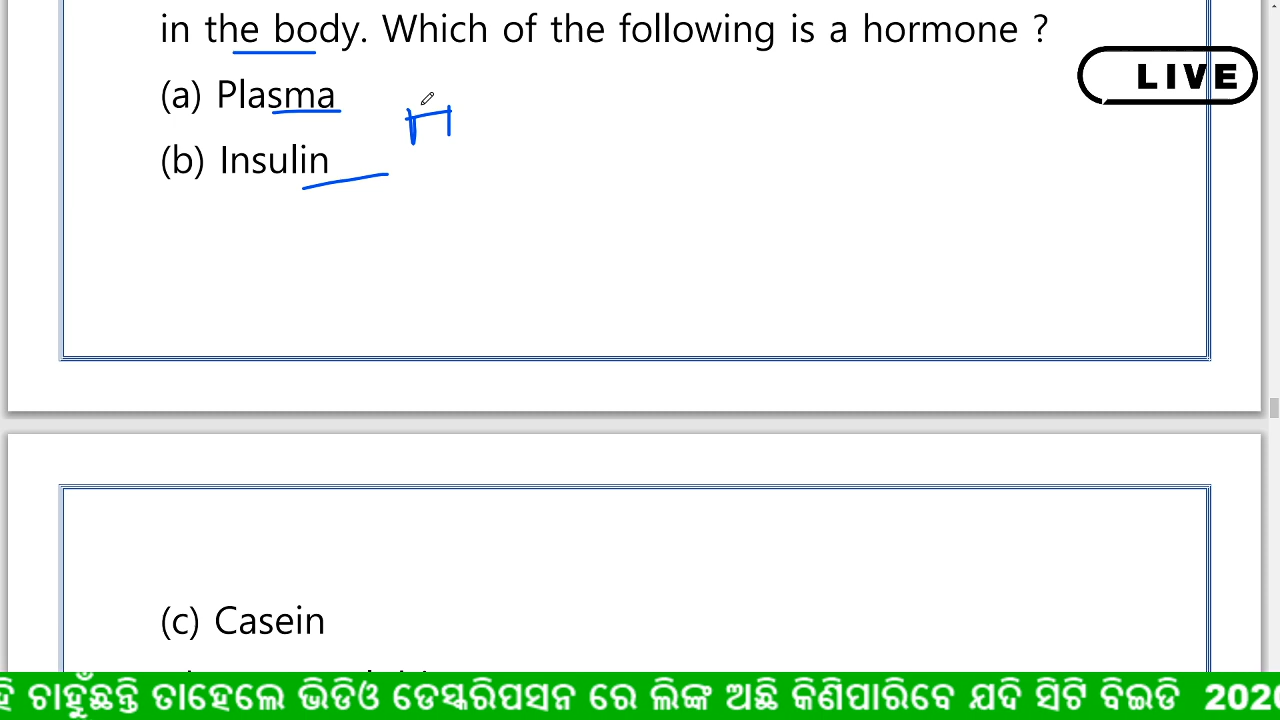 in the body. Which of the following is a hormone ?
LIVE
(a) Plasma
(b) Insulin
(c) Casein
ଚାହୁଁଛନ୍ତି ତାହେଲେ ଭିଡିଓ ଡେସ୍କରିପସନ ରେ ଲିଙ୍କ ଅଛି କିଣିପାରିବେ ଯଦି ସିଟି ବିଇଡି